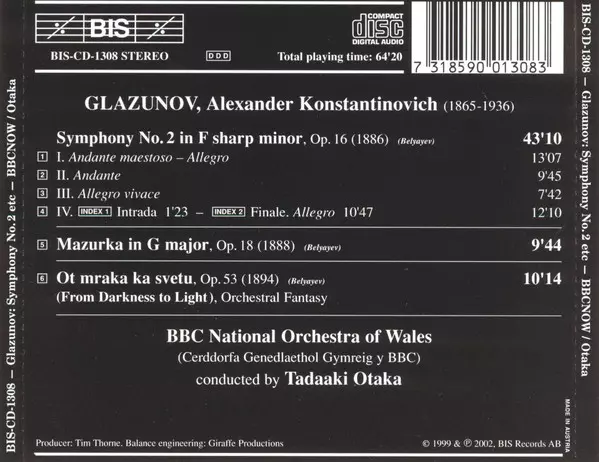 BIS
COMPACT
disc
DIGITAL AUDIO
BIS-CD-1308 STEREO
DDD
Total playing time: 64'20
7 318590 013083
GLAZUNOV, Alexander Konstantinovich (1865-1936)
Symphony No. 2 in F sharp minor, Op. 16 (1886) (Belyayev) 43'10
1 I. Andante maestoso – Allegro 13'07
2 II. Andante 9'45
3 III. Allegro vivace 7'42
4 IV. INDEX 1 Intrada 1'23 – INDEX 2 Finale. Allegro 10'47 12'10
5 Mazurka in G major, Op. 18 (1888) (Belyayev) 9'44
6 Ot mraka ka svetu, Op. 53 (1894) (Belyayev) 10'14
(From Darkness to Light), Orchestral Fantasy
BBC National Orchestra of Wales
(Cerddorfa Genedlaethol Gymreig y BBC)
conducted by Tadaaki Otaka
Producer: Tim Thorne. Balance engineering: Giraffe Productions
© 1999 & ℗ 2002, BIS Records AB
MADE IN AUSTRIA
BIS-CD-1308 – Glazunov: Symphony No. 2 etc – BBCNOW / Otaka
BIS-CD-1308 – Glazunov: Symphony No. 2 etc – BBCNOW / Otaka